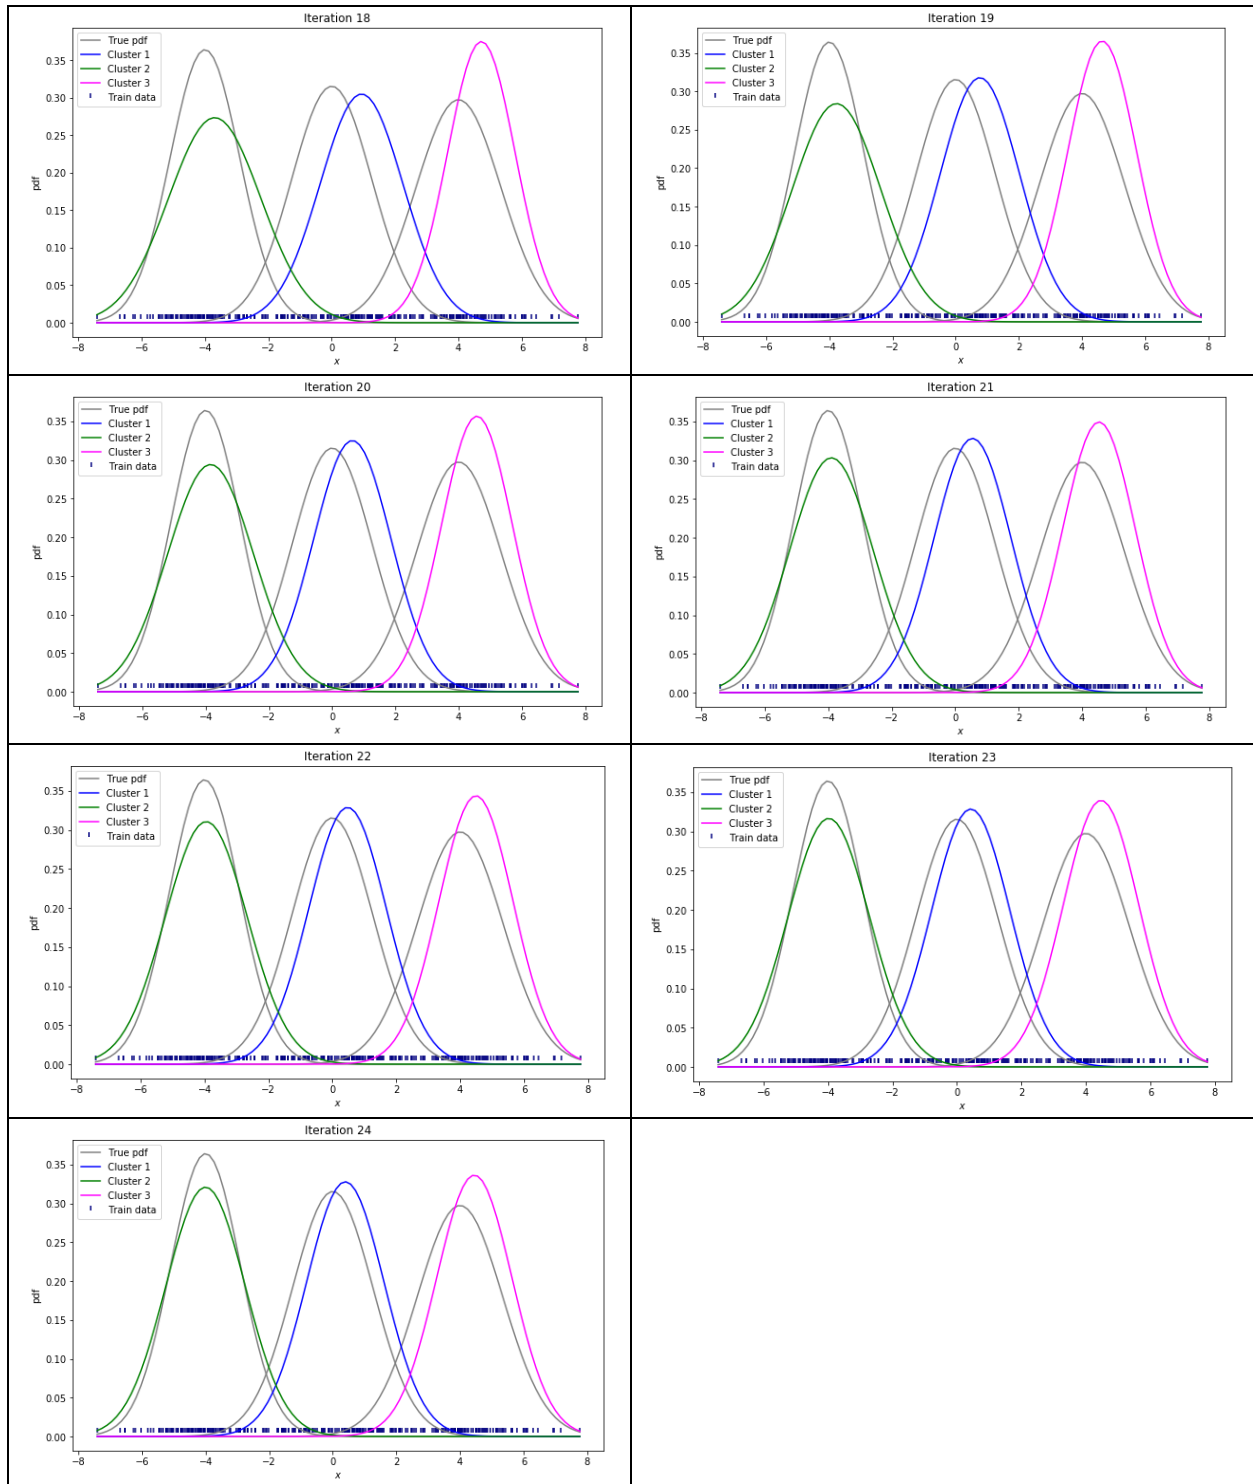 Iteration 18
True pdf
Cluster 1
Cluster 2
Cluster 3
Train data
pdf
0.35
0.30
0.25
0.20
0.15
0.10
0.05
0.00
−8 −6 −4 −2 0 2 4 6 8
x
Iteration 19
True pdf
Cluster 1
Cluster 2
Cluster 3
Train data
pdf
0.35
0.30
0.25
0.20
0.15
0.10
0.05
0.00
−8 −6 −4 −2 0 2 4 6 8
x
Iteration 20
True pdf
Cluster 1
Cluster 2
Cluster 3
Train data
pdf
0.35
0.30
0.25
0.20
0.15
0.10
0.05
0.00
−8 −6 −4 −2 0 2 4 6 8
x
Iteration 21
True pdf
Cluster 1
Cluster 2
Cluster 3
Train data
pdf
0.35
0.30
0.25
0.20
0.15
0.10
0.05
0.00
−8 −6 −4 −2 0 2 4 6 8
x
Iteration 22
True pdf
Cluster 1
Cluster 2
Cluster 3
Train data
pdf
0.35
0.30
0.25
0.20
0.15
0.10
0.05
0.00
−8 −6 −4 −2 0 2 4 6 8
x
Iteration 23
True pdf
Cluster 1
Cluster 2
Cluster 3
Train data
pdf
0.35
0.30
0.25
0.20
0.15
0.10
0.05
0.00
−8 −6 −4 −2 0 2 4 6 8
x
Iteration 24
True pdf
Cluster 1
Cluster 2
Cluster 3
Train data
pdf
0.35
0.30
0.25
0.20
0.15
0.10
0.05
0.00
−8 −6 −4 −2 0 2 4 6 8
x